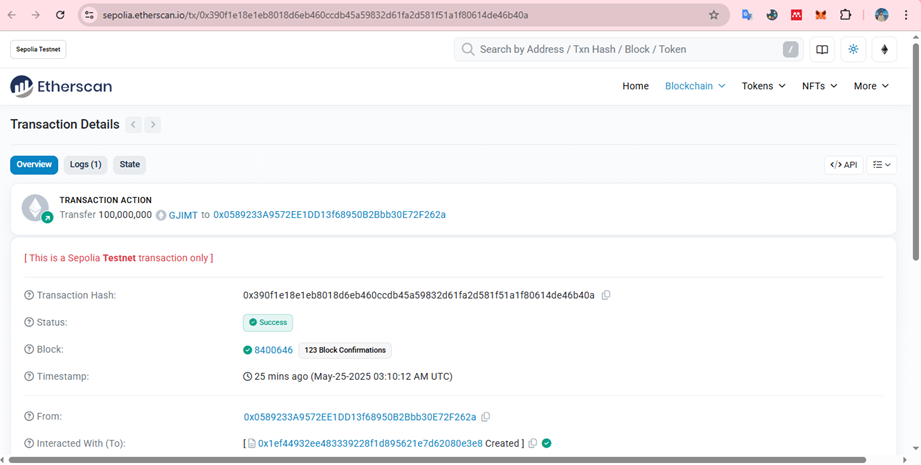 sepolia.etherscan.io/tx/0x390f1e18e1eb8018d6eb460ccdb45a59832d61fa2d581f51a1f80614de46b40a
Sepolia Testnet
Search by Address / Txn Hash / Block / Token
/
Etherscan
Home
Blockchain
Tokens
NFTs
More
Transaction Details
Overview
Logs (1)
State
</> API
TRANSACTION ACTION
Transfer 100,000,000 GJIMT to 0x0589233A9572EE1DD13f68950B2Bbb30E72F262a
[ This is a Sepolia Testnet transaction only ]
Transaction Hash: 0x390f1e18e1eb8018d6eb460ccdb45a59832d61fa2d581f51a1f80614de46b40a
Status: Success
Block: 8400646 123 Block Confirmations
Timestamp: 25 mins ago (May-25-2025 03:10:12 AM UTC)
From: 0x0589233A9572EE1DD13f68950B2Bbb30E72F262a
Interacted With (To): [ 0x1ef44932ee483339228f1d895621e7d62080e3e8 Created ]